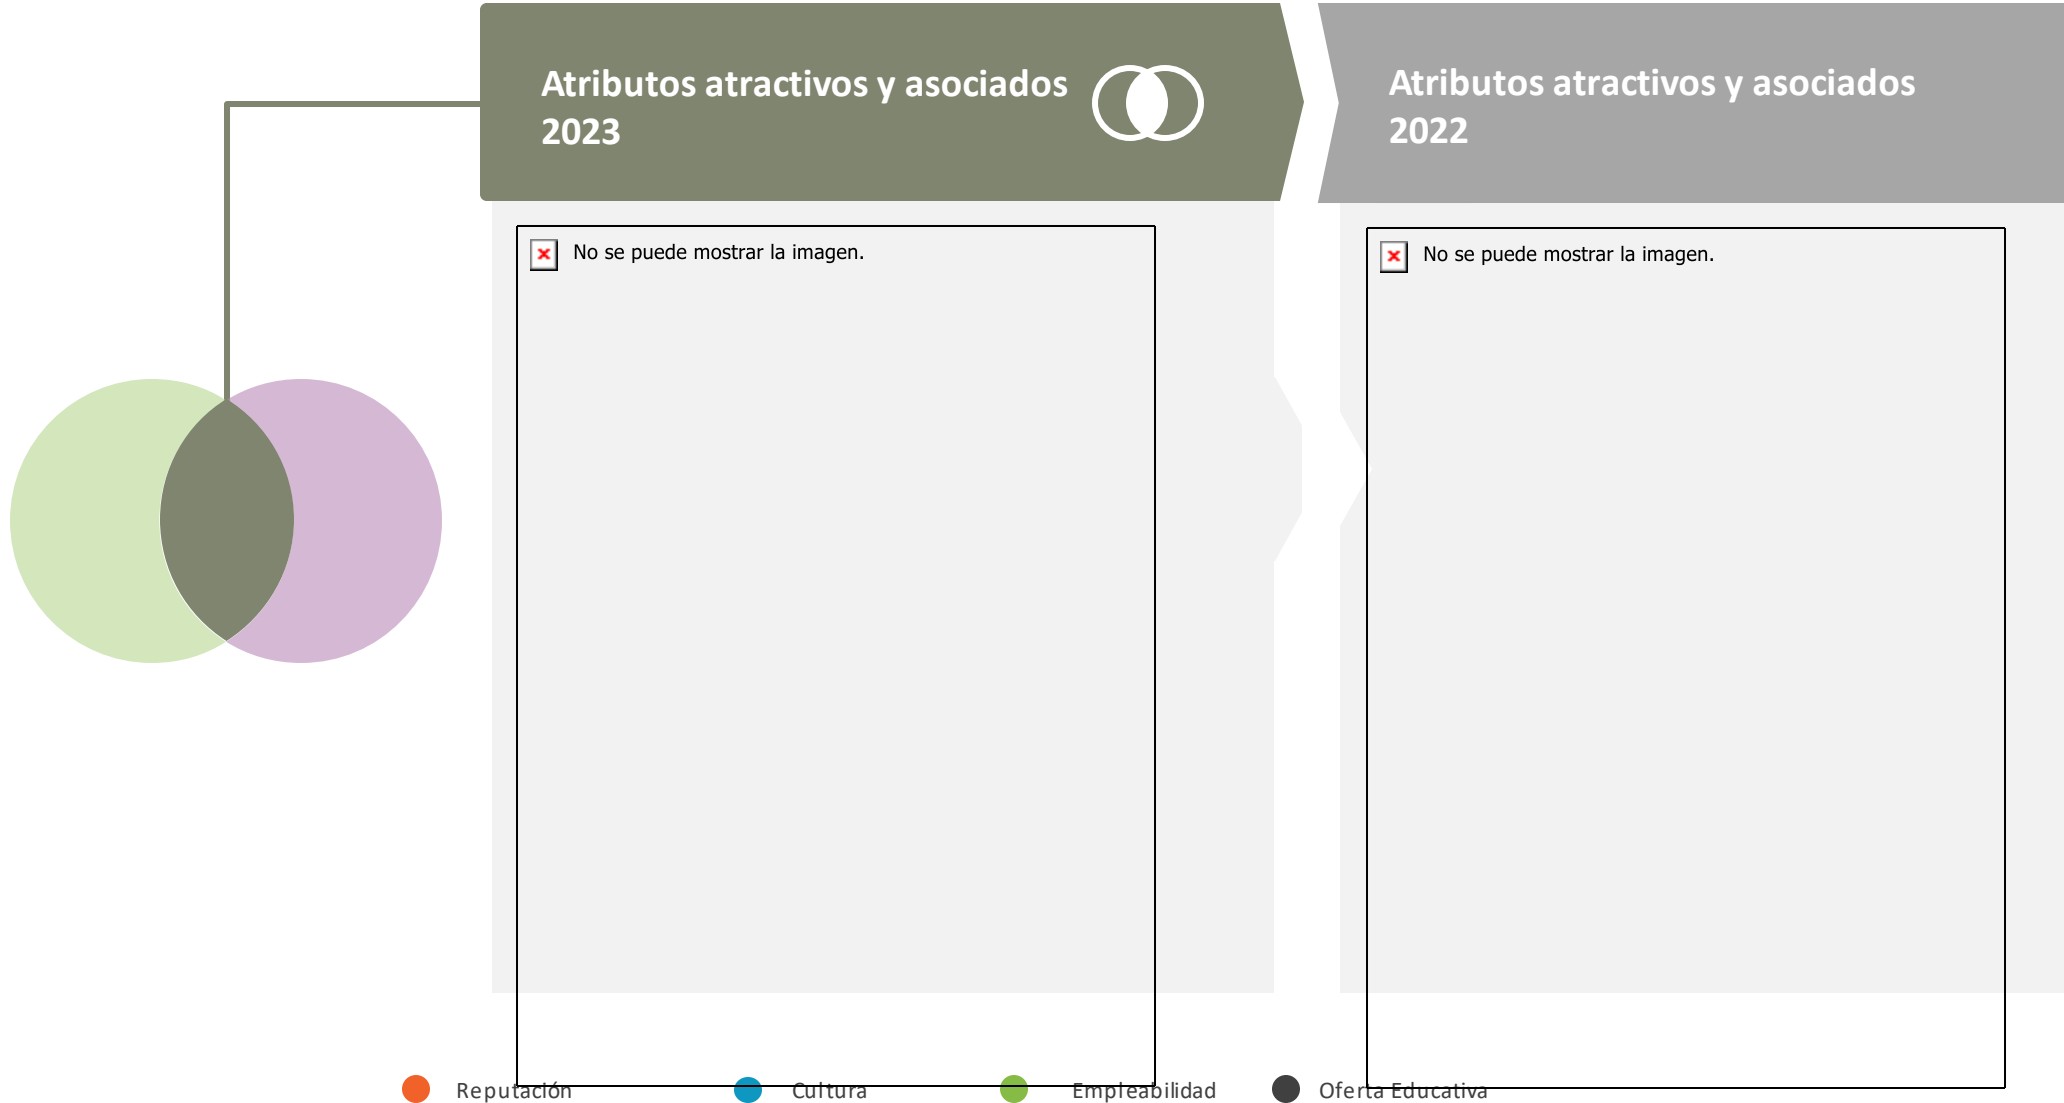 Atributos atractivos y asociados
2023
Atributos atractivos y asociados
2022
No se puede mostrar la imagen.
No se puede mostrar la imagen.
Reputación
Cultura
Empleabilidad
Oferta Educativa